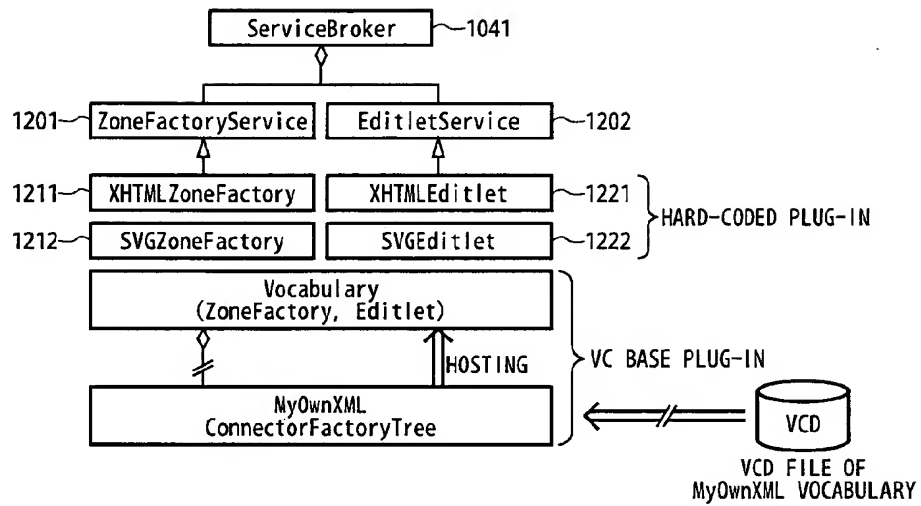 ServiceBroker 1041
1201 ZoneFactoryService EditletService 1202
1211 XHTMLZoneFactory XHTMLEditlet 1221
HARD-CODED PLUG-IN
1212 SVGZoneFactory SVGEditlet 1222
Vocabulary
(ZoneFactory, Editlet)
HOSTING
VC BASE PLUG-IN
MyOwnXML
ConnectorFactoryTree
VCD
VCD FILE OF
MyOwnXML VOCABULARY